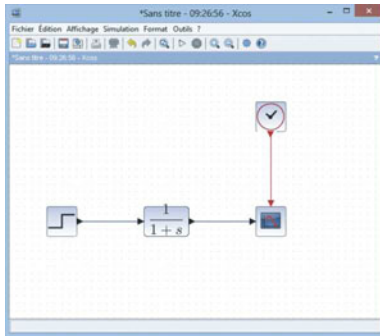 *Sans titre - 09:26:56 - Xcos
Fichier Édition Affichage Simulation Format Outils ?
*Sans titre - 09:26:56 - Xcos
1
1 + s